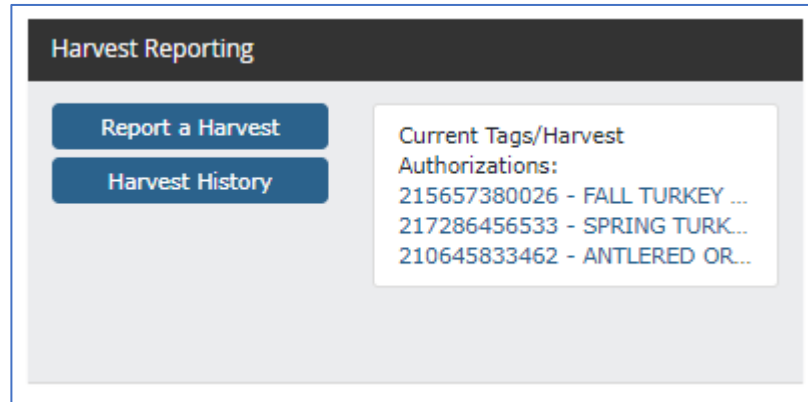 Harvest Reporting
Report a Harvest
Harvest History
Current Tags/Harvest
Authorizations:
215657380026 - FALL TURKEY ...
217286456533 - SPRING TURK...
210645833462 - ANTLERED OR...